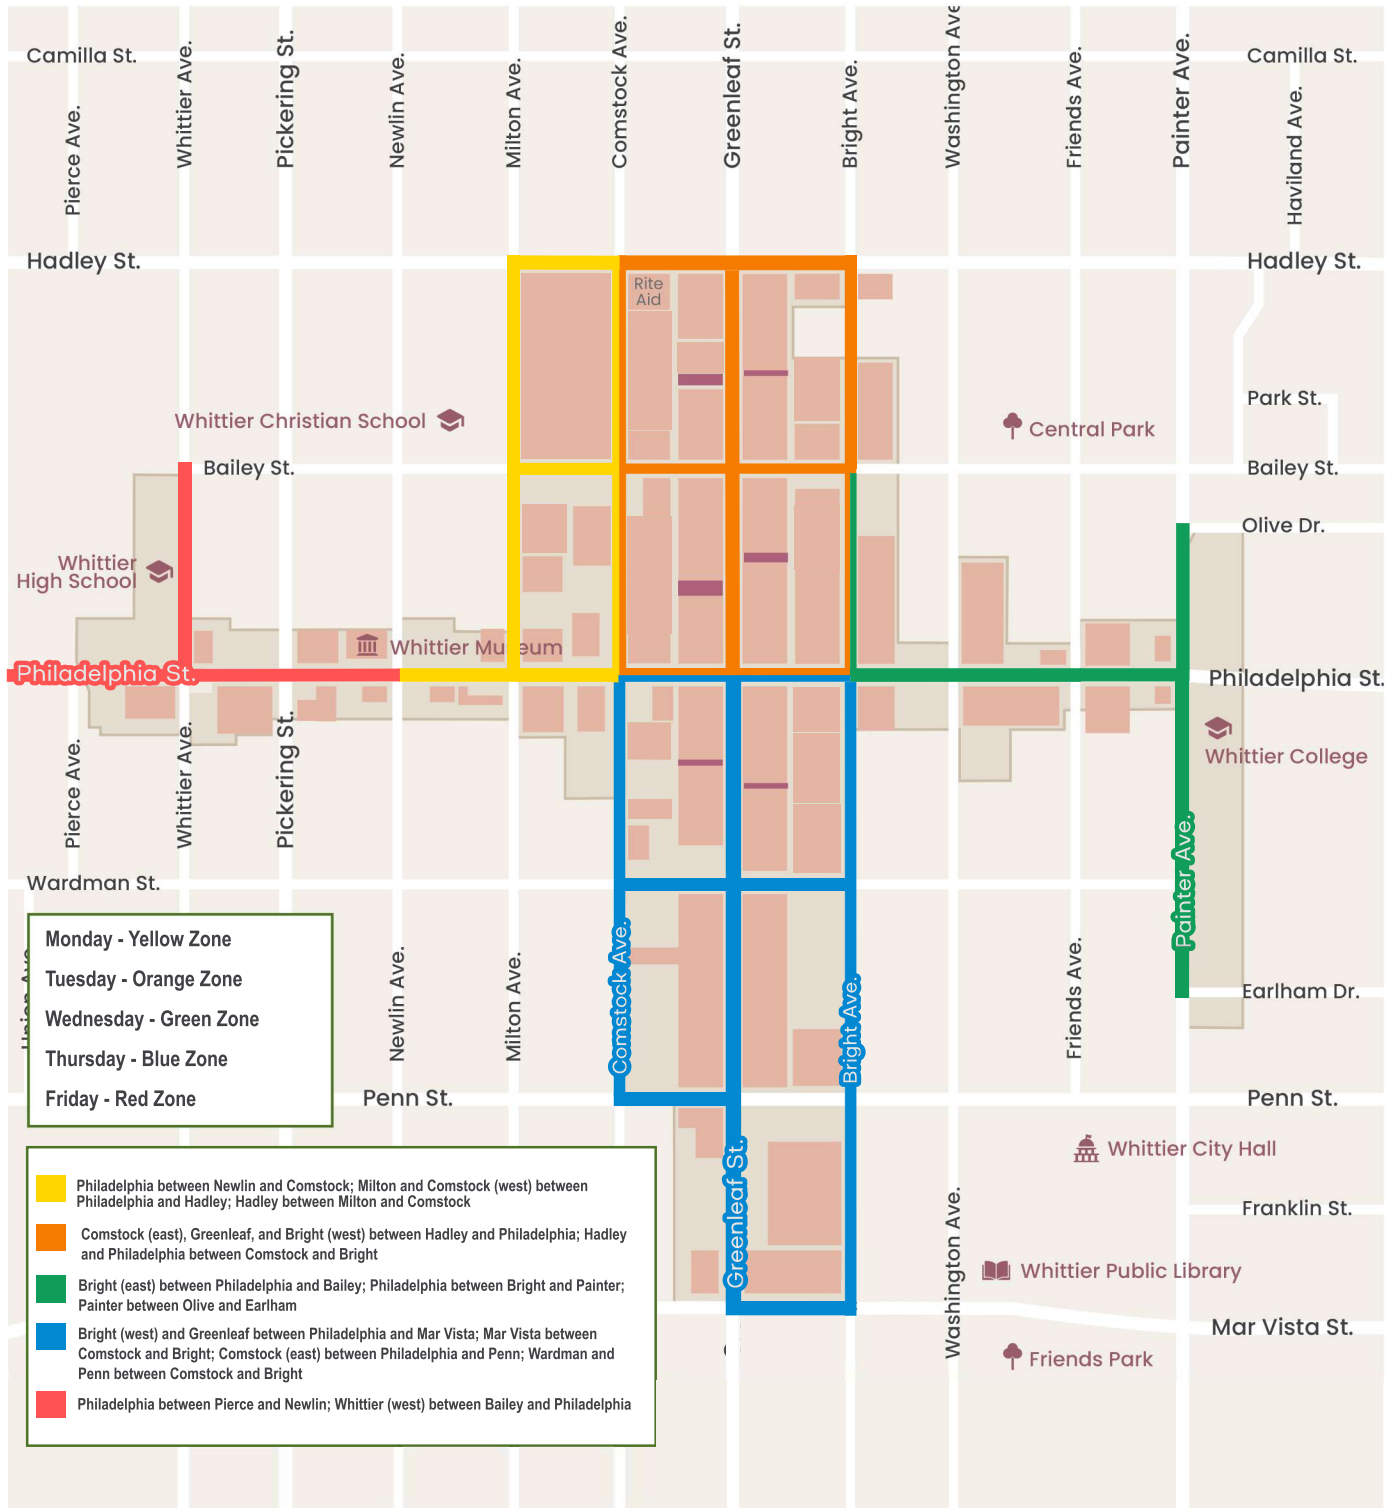 Camilla St.
Whittier Ave.
Pickering St.
Newlin Ave.
Milton Ave.
Comstock Ave.
Greenleaf St.
Bright Ave.
Washington Ave
Friends Ave.
Painter Ave.
Camilla St.
Pierce Ave.
Haviland Ave.
Hadley St.
Hadley St.
Rite
Aid
Park St.
Whittier Christian School
Central Park
Bailey St.
Bailey St.
Olive Dr.
Whittier
High School
Whittier Museum
Philadelphia St.
Philadelphia St.
Whittier College
Pierce Ave.
Whittier Ave.
Pickering St.
Painter Ave.
Wardman St.
Monday - Yellow Zone
Tuesday - Orange Zone
Wednesday - Green Zone
Thursday - Blue Zone
Friday - Red Zone
Newlin Ave.
Milton Ave.
Comstock Ave.
Bright Ave.
Friends Ave.
Earlham Dr.
Penn St.
Penn St.
Whittier City Hall
Greenleaf St.
Washington Ave.
Franklin St.
Whittier Public Library
Mar Vista St.
Friends Park
Philadelphia between Newlin and Comstock; Milton and Comstock (west) between
Philadelphia and Hadley; Hadley between Milton and Comstock
Comstock (east), Greenleaf, and Bright (west) between Hadley and Philadelphia; Hadley
and Philadelphia between Comstock and Bright
Bright (east) between Philadelphia and Bailey; Philadelphia between Bright and Painter;
Painter between Olive and Earlham
Bright (west) and Greenleaf between Philadelphia and Mar Vista; Mar Vista between
Comstock and Bright; Comstock (east) between Philadelphia and Penn; Wardman and
Penn between Comstock and Bright
Philadelphia between Pierce and Newlin; Whittier (west) between Bailey and Philadelphia